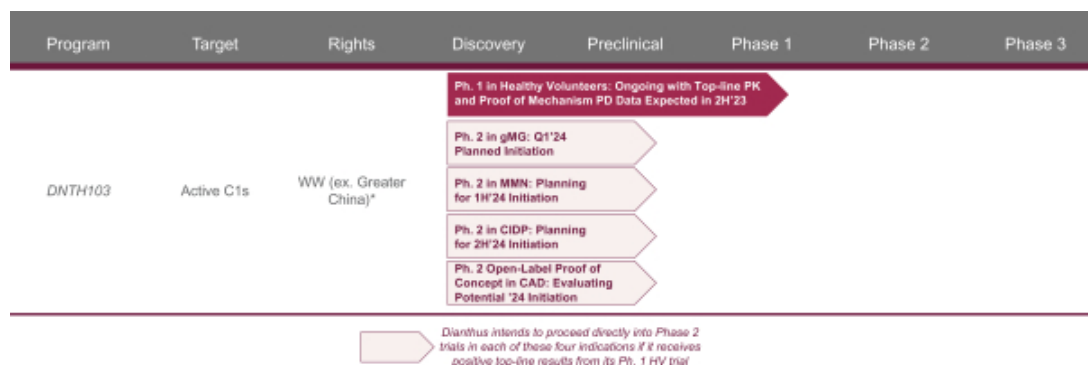 Program Target Rights Discovery Preclinical Phase 1 Phase 2 Phase 3
Ph. 1 in Healthy Volunteers: Ongoing with Top-line PK
and Proof of Mechanism PD Data Expected in 2H'23
Ph. 2 in gMG: Q1'24
Planned Initiation
DNTH103
Active C1s
WW (ex. Greater
China)*
Ph. 2 in MMN: Planning
for 1H'24 Initiation
Ph. 2 in CIDP: Planning
for 2H'24 Initiation
Ph. 2 Open-Label Proof of
Concept in CAD: Evaluating
Potential '24 Initiation
Dianthus intends to proceed directly into Phase 2
trials in each of these four indications if it receives
positive top-line results from its Ph. 1 HV trial